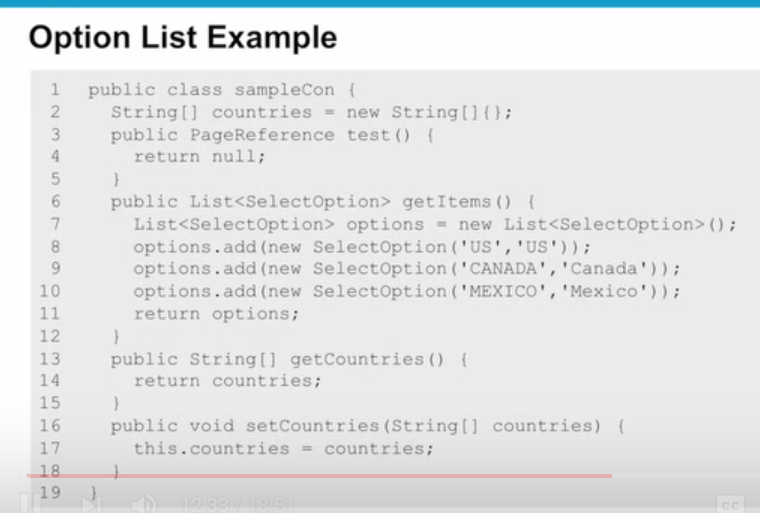 Option List Example
1 public class sampleCon {
2 String[] countries = new String[]{};
3 public PageReference test() {
4 return null;
5 }
6 public List<SelectOption> getItems() {
7 List<SelectOption> options = new List<SelectOption>();
8 options.add(new SelectOption('US','US'));
9 options.add(new SelectOption('CANADA','Canada'));
10 options.add(new SelectOption('MEXICO','Mexico'));
11 return options;
12 }
13 public String[] getCountries() {
14 return countries;
15 }
16 public void setCountries(String[] countries) {
17 this.countries = countries;
18 }
19 }
12:33 / 18:51
CC